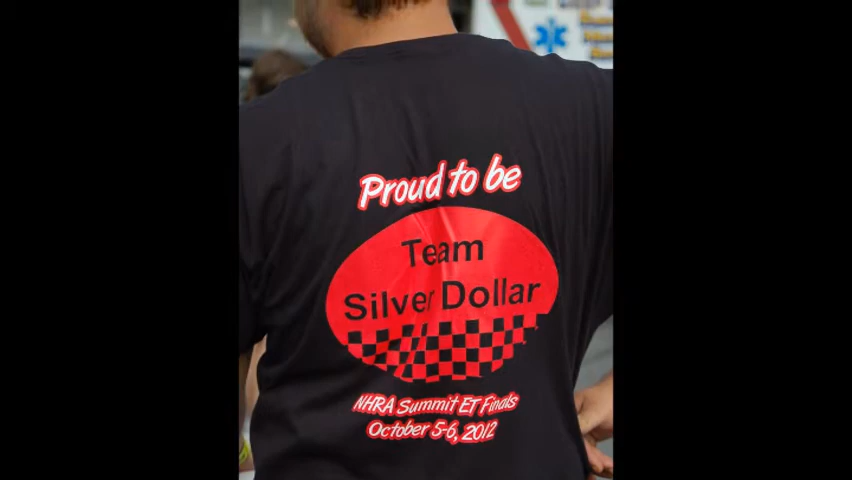 Proud to be
Team
Silver Dollar
NHRA Summit ET Finals
October 5-6, 2012